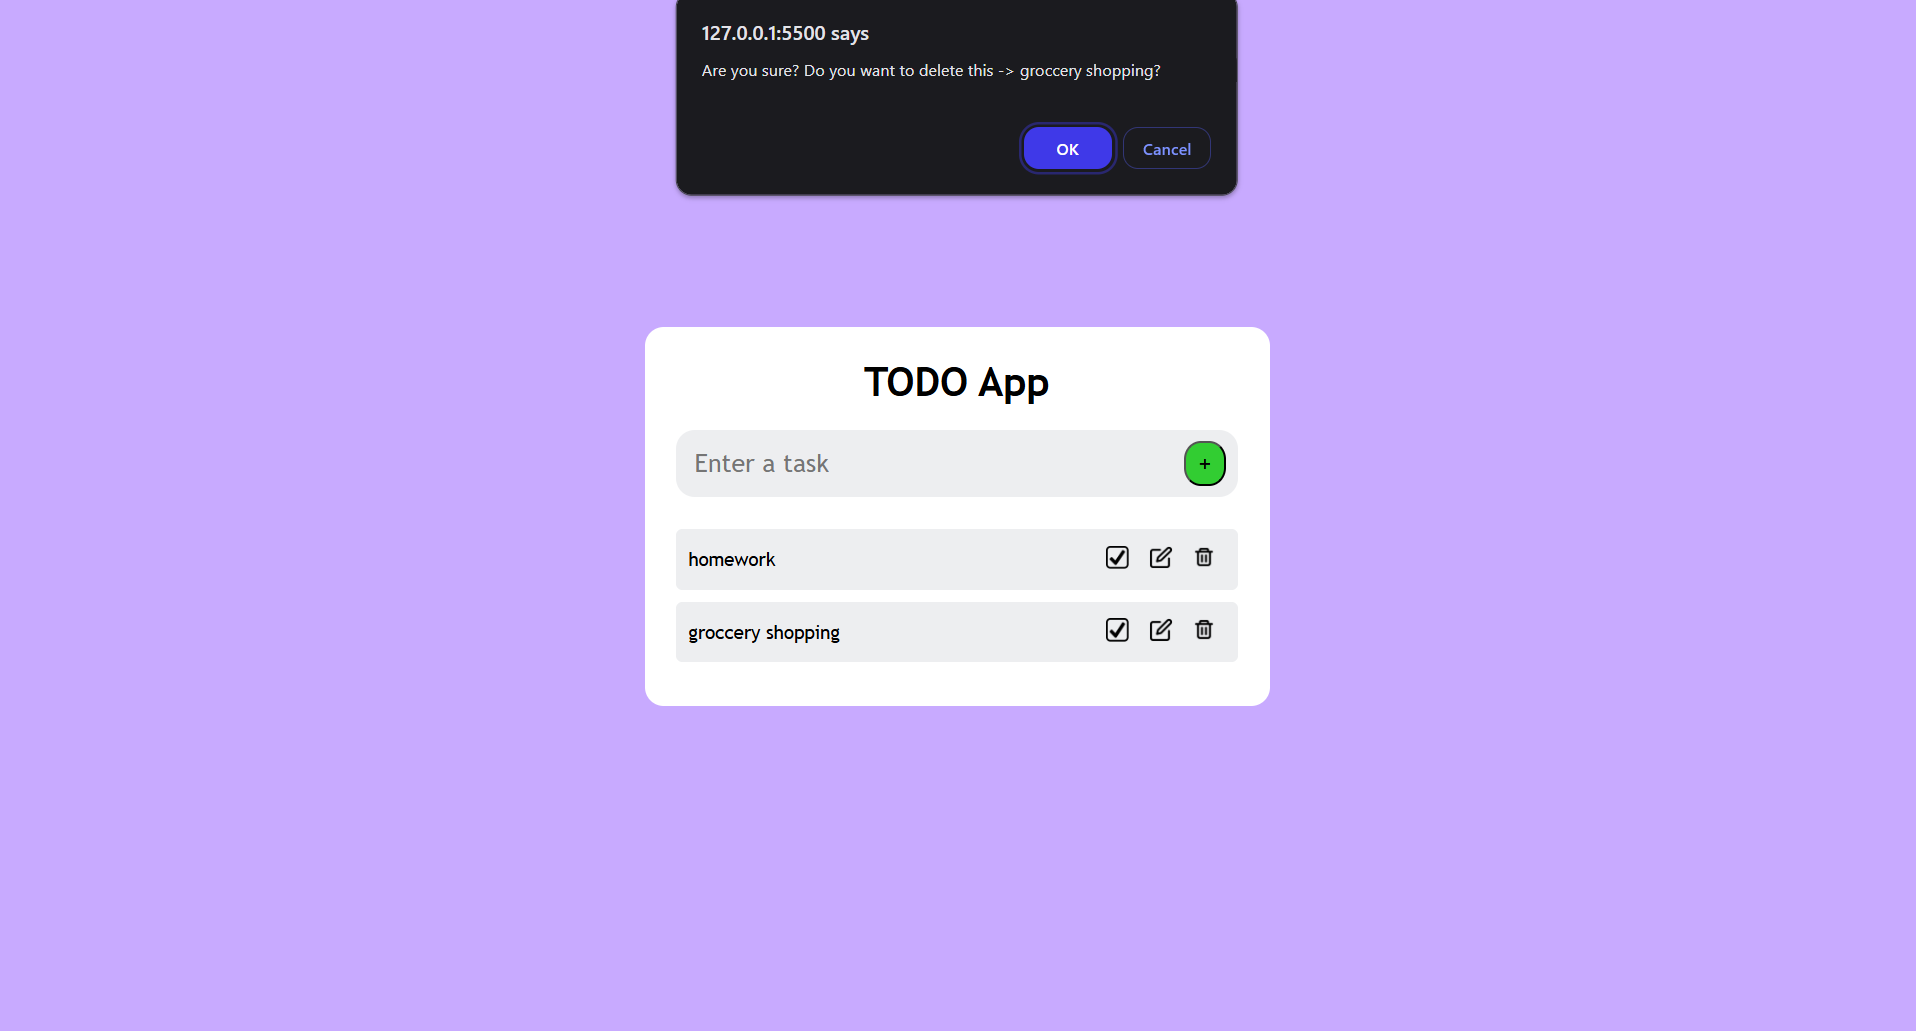 127.0.0.1:5500 says
Are you sure? Do you want to delete this -> groccery shopping?
OK Cancel
TODO App
Enter a task +
homework
groccery shopping